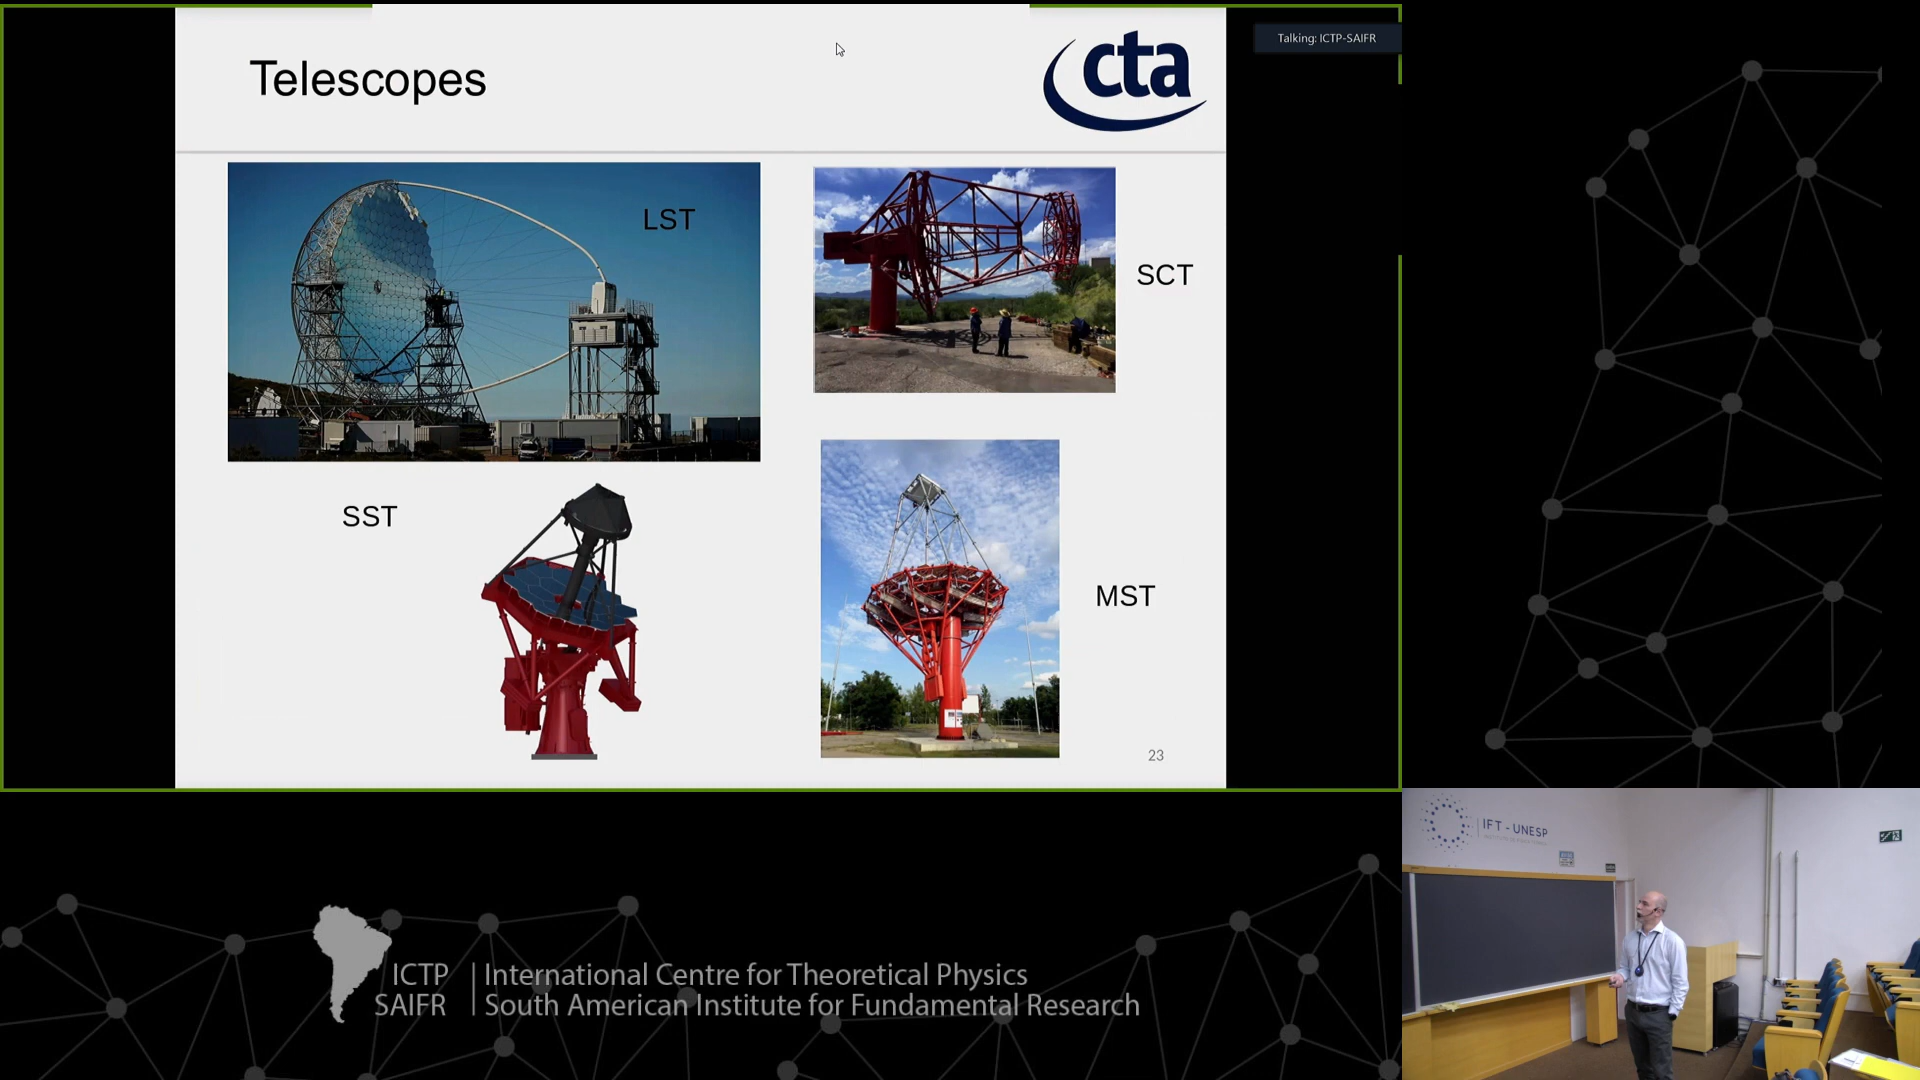 Telescopes
cta
Talking: ICTP-SAIFR
LST
SCT
SST
MST
23
IFT - UNESP
ICTP | International Centre for Theoretical Physics
SAIFR | South American Institute for Fundamental Research